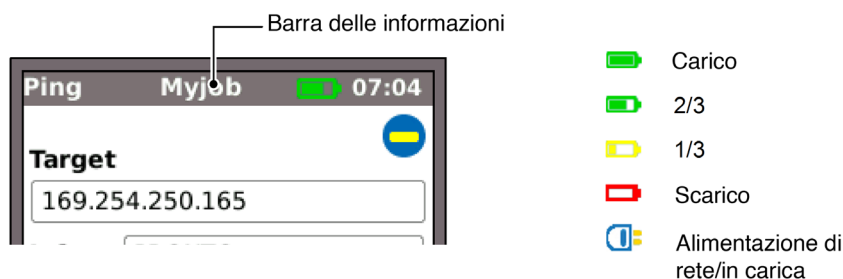 Barra delle informazioni
Ping Myjob 07:04
Target
169.254.250.165
Carico
2/3
1/3
Scarico
Alimentazione di
rete/in carica